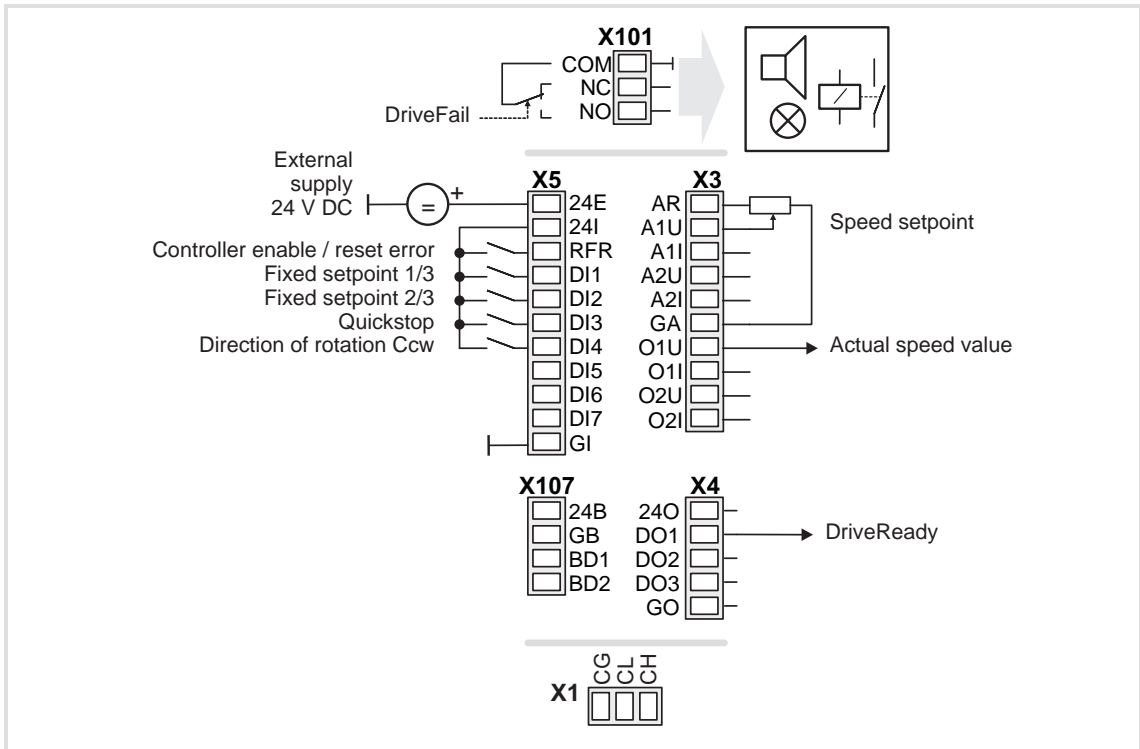 X101
COM
NC
NO
DriveFail
External
supply
24 V DC
=
+
X5
24E
24I
RFR
DI1
DI2
DI3
DI4
DI5
DI6
DI7
GI
Controller enable / reset error
Fixed setpoint 1/3
Fixed setpoint 2/3
Quickstop
Direction of rotation Ccw
X3
AR
A1U
A1I
A2U
A2I
GA
O1U
O1I
O2U
O2I
Speed setpoint
Actual speed value
X107
24B
GB
BD1
BD2
X4
24O
DO1
DO2
DO3
GO
DriveReady
X1
CG
CL
CH